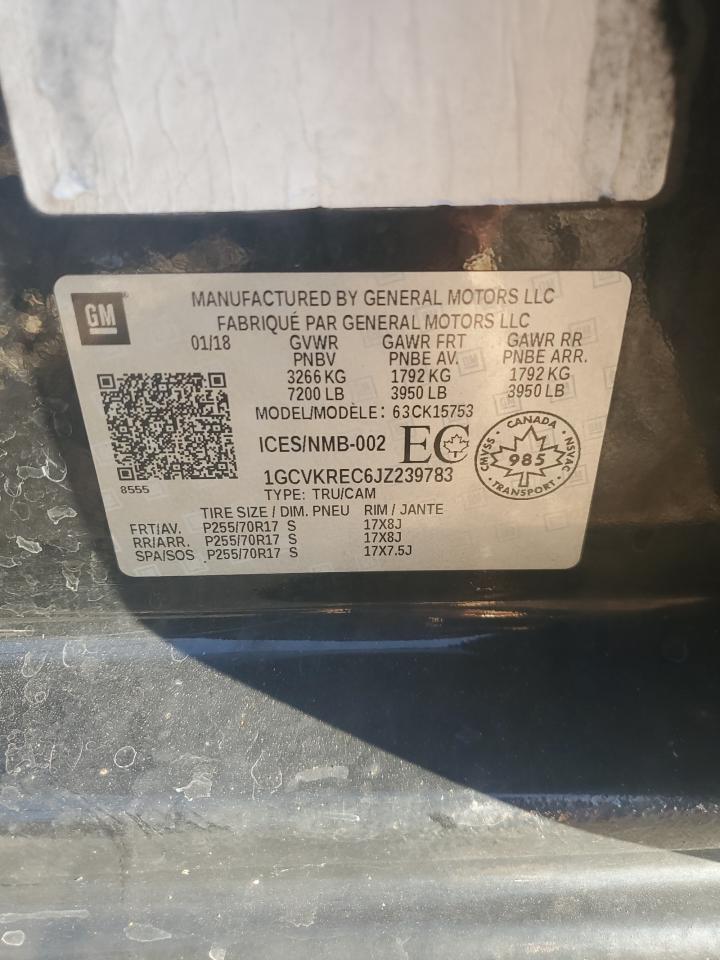 GM
MANUFACTURED BY GENERAL MOTORS LLC
FABRIQUÉ PAR GENERAL MOTORS LLC
01/18 GVWR GAWR FRT GAWR RR
PNBV PNBE AV. PNBE ARR.
3266 KG 1792 KG 1792 KG
7200 LB 3950 LB 3950 LB
MODEL/MODÈLE: 63CK15753
ICES/NMB-002 EC
CANADA
CMVSS 985 NSVAC
TRANSPORT
1GCVKREC6JZ239783
8555
TYPE: TRU/CAM
TIRE SIZE / DIM. PNEU RIM / JANTE
FRT/AV. P255/70R17 S 17X8J
RR/ARR. P255/70R17 S 17X8J
SPA/SOS P255/70R17 S 17X7.5J